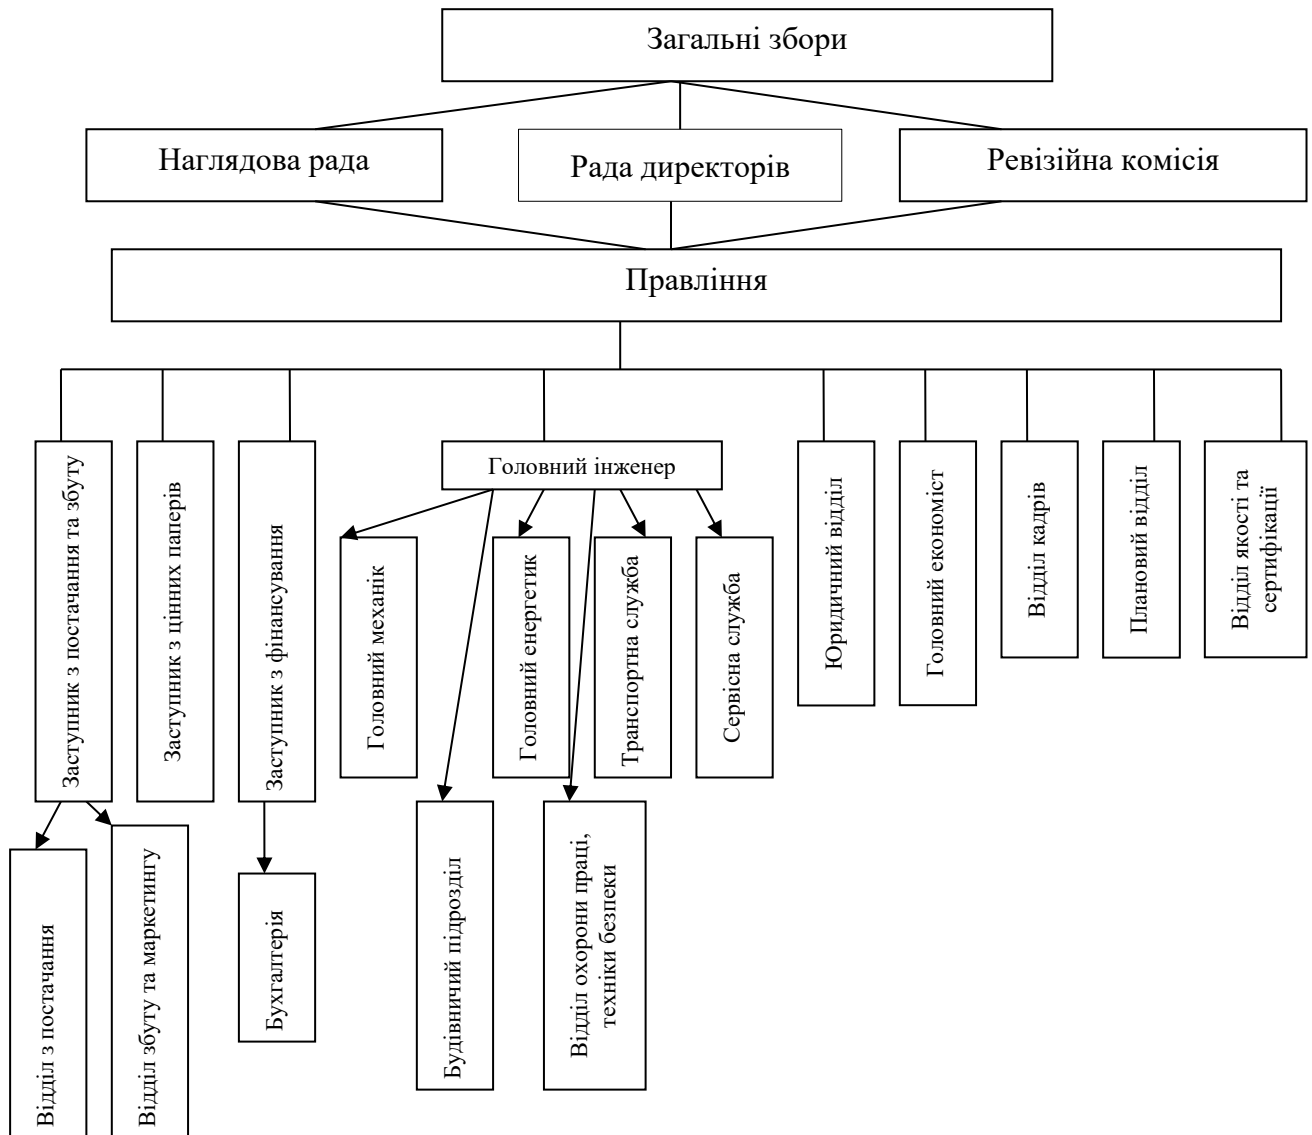 Загальні збори
Наглядова рада
Рада директорів
Ревізійна комісія
Правління
Заступник з постачання та збуту
Заступник з цінних паперів
Заступник з фінансування
Головний інженер
Юридичний відділ
Головний економіст
Відділ кадрів
Плановий відділ
Відділ якості та
сертифікації
Головний механік
Головний енергетик
Транспортна служба
Сервісна служба
Відділ з постачання
Відділ збуту та маркетингу
Бухгалтерія
Будівничий підрозділ
Відділ охорони праці,
техніки безпеки